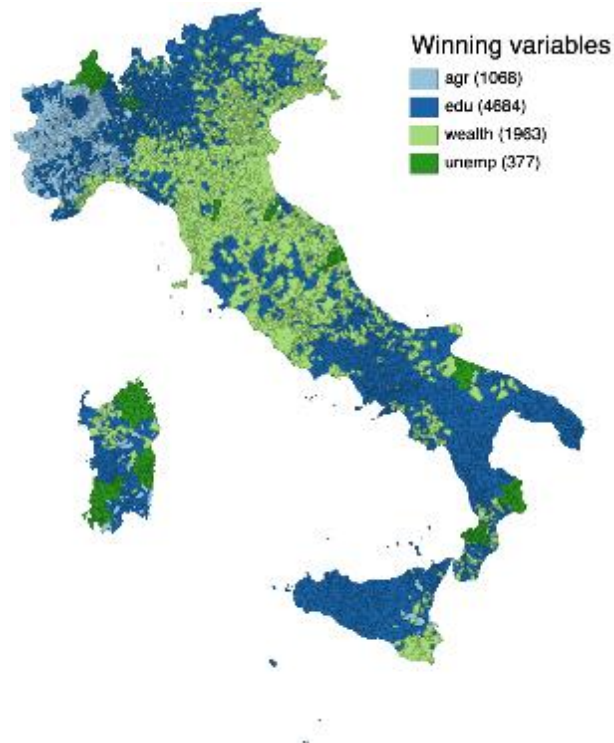 Winning variables
agr (1068)
edu (4684)
wealth (1963)
unemp (377)